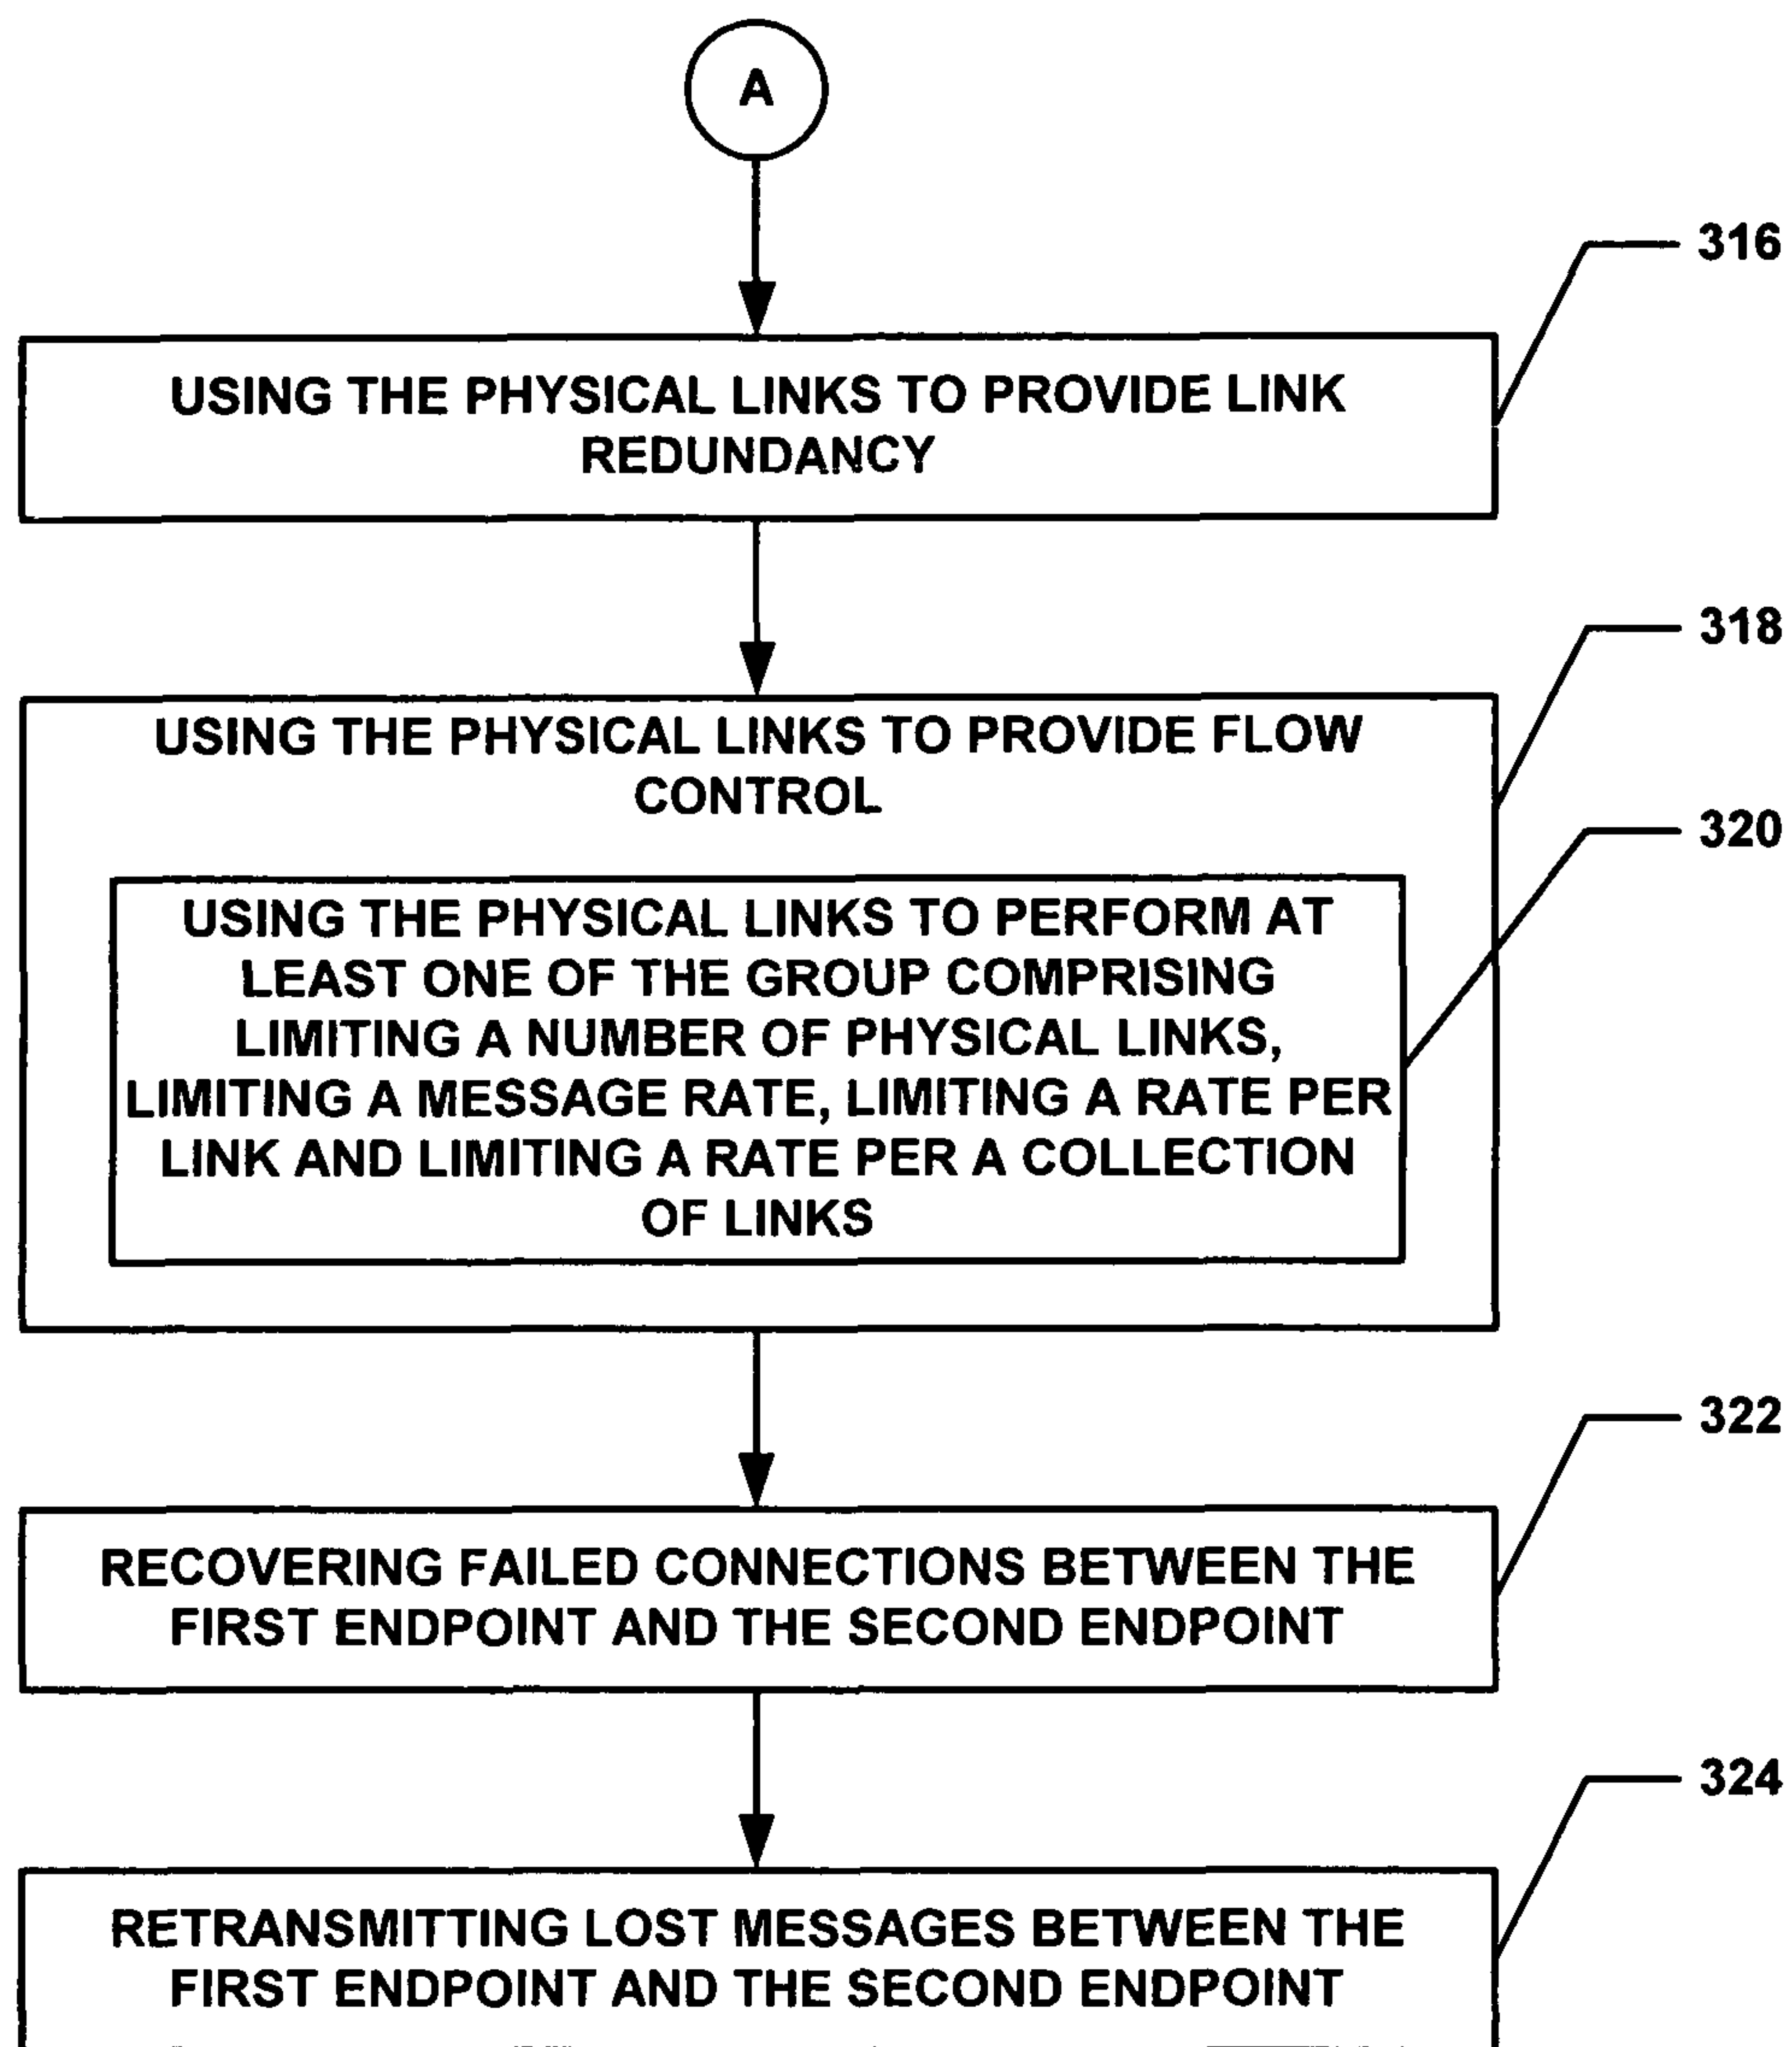 A
316
USING THE PHYSICAL LINKS TO PROVIDE LINK
REDUNDANCY
318
USING THE PHYSICAL LINKS TO PROVIDE FLOW
CONTROL
320
USING THE PHYSICAL LINKS TO PERFORM AT
LEAST ONE OF THE GROUP COMPRISING
LIMITING A NUMBER OF PHYSICAL LINKS,
LIMITING A MESSAGE RATE, LIMITING A RATE PER
LINK AND LIMITING A RATE PER A COLLECTION
OF LINKS
322
RECOVERING FAILED CONNECTIONS BETWEEN THE
FIRST ENDPOINT AND THE SECOND ENDPOINT
324
RETRANSMITTING LOST MESSAGES BETWEEN THE
FIRST ENDPOINT AND THE SECOND ENDPOINT